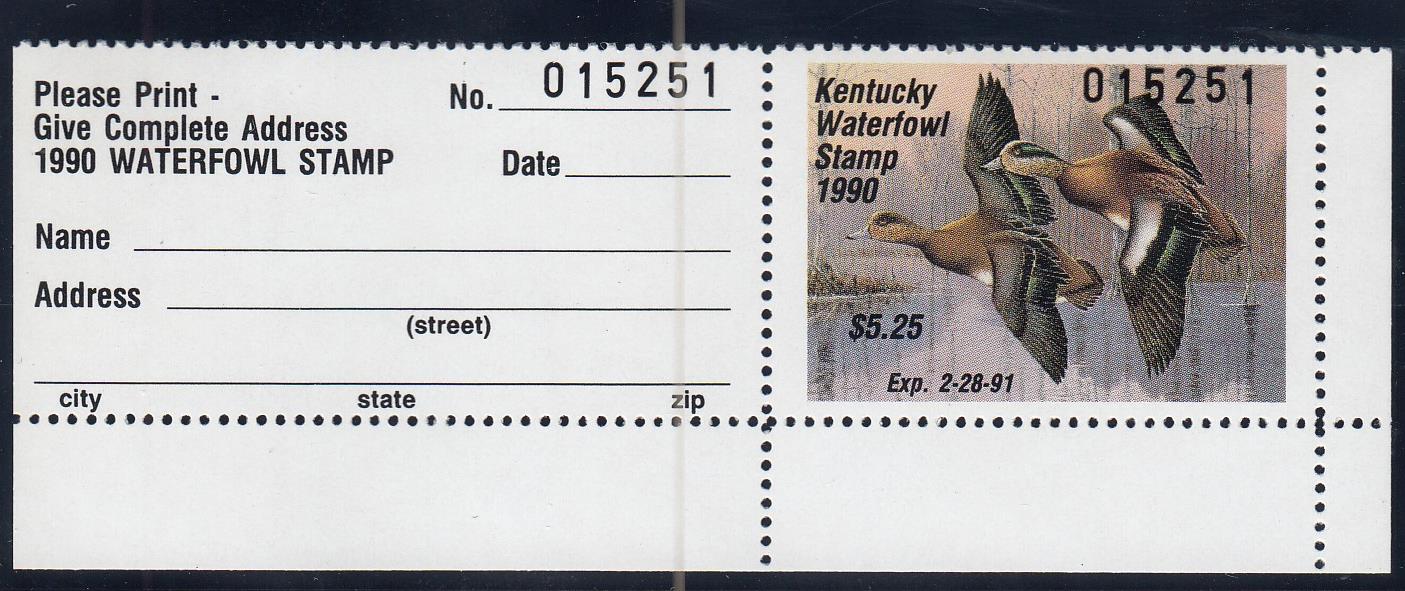 Please Print -
Give Complete Address
1990 WATERFOWL STAMP
No. 015251
Date
Name
Address
(street)
city state zip
015251
Kentucky
Waterfowl
Stamp
1990
$5.25
Exp. 2-28-91